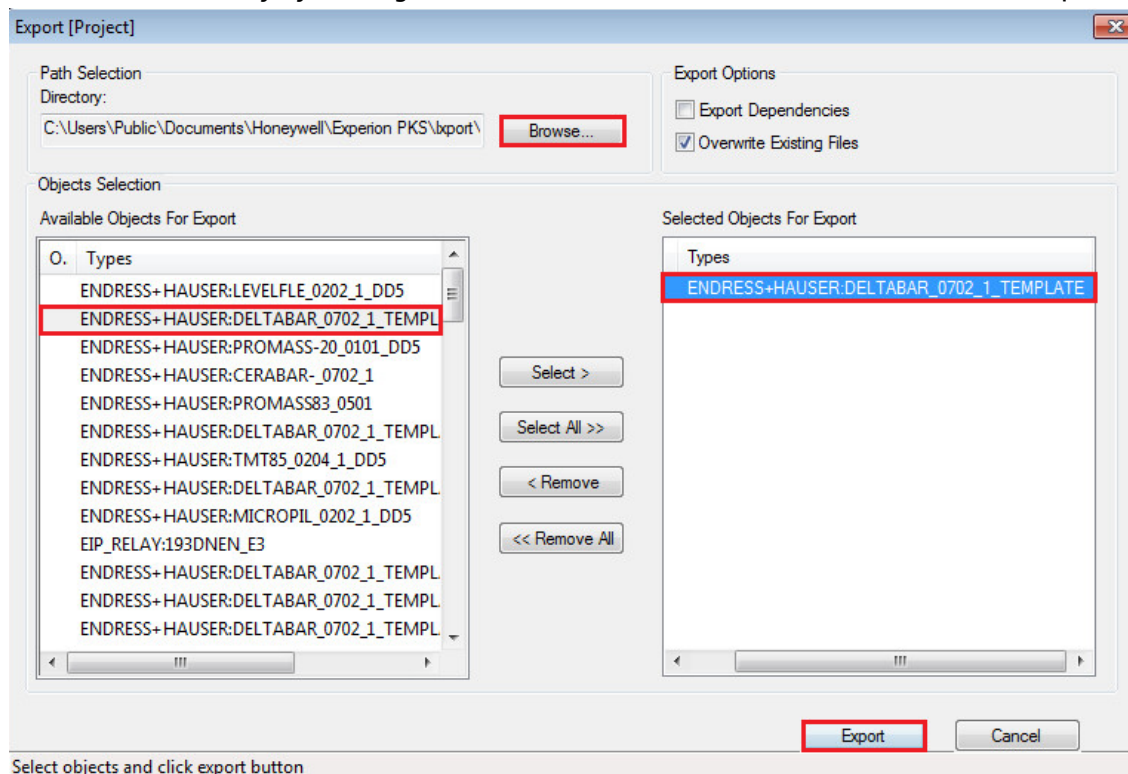 Export [Project]
Path Selection
Directory:
C:\Users\Public\Documents\Honeywell\Experion PKS\Ixport\
Browse...
Export Options
Export Dependencies
Overwrite Existing Files
Objects Selection
Available Objects For Export
O. Types
ENDRESS+HAUSER:LEVELFLE_0202_1_DD5
ENDRESS+HAUSER:DELTABAR_0702_1_TEMPL
ENDRESS+HAUSER:PROMASS-20_0101_DD5
ENDRESS+HAUSER:CERABAR-_0702_1
ENDRESS+HAUSER:PROMASS83_0501
ENDRESS+HAUSER:DELTABAR_0702_1_TEMPL
ENDRESS+HAUSER:TMT85_0204_1_DD5
ENDRESS+HAUSER:DELTABAR_0702_1_TEMPL
ENDRESS+HAUSER:MICROPIL_0202_1_DD5
EIP_RELAY:193DNEN_E3
ENDRESS+HAUSER:DELTABAR_0702_1_TEMPL
ENDRESS+HAUSER:DELTABAR_0702_1_TEMPL
ENDRESS+HAUSER:DELTABAR_0702_1_TEMPL
Select >
Select All >>
< Remove
<< Remove All
Selected Objects For Export
Types
ENDRESS+HAUSER:DELTABAR_0702_1_TEMPLATE
Export
Cancel
Select objects and click export button